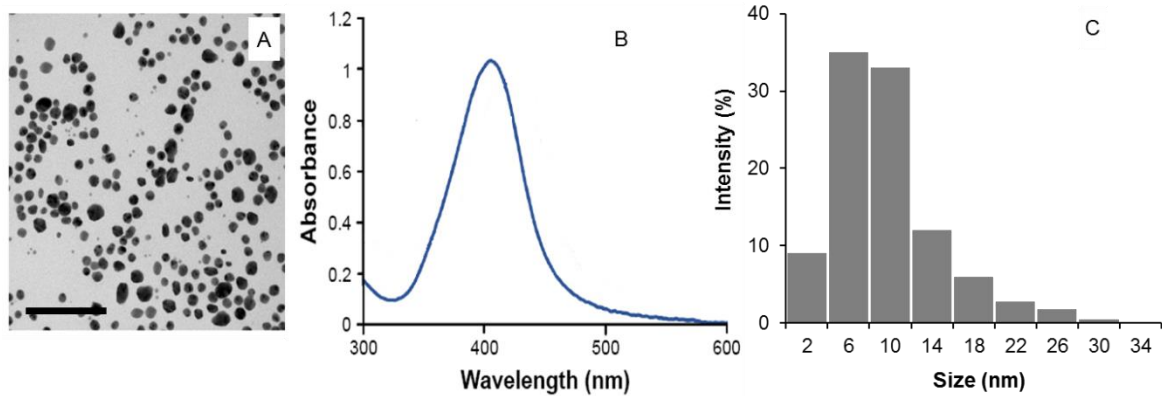 A
B
Absorbance
1.2
1
0.8
0.6
0.4
0.2
0
300 400 500 600
Wavelength (nm)
C
Intensity (%)
40
30
20
10
0
2 6 10 14 18 22 26 30 34
Size (nm)